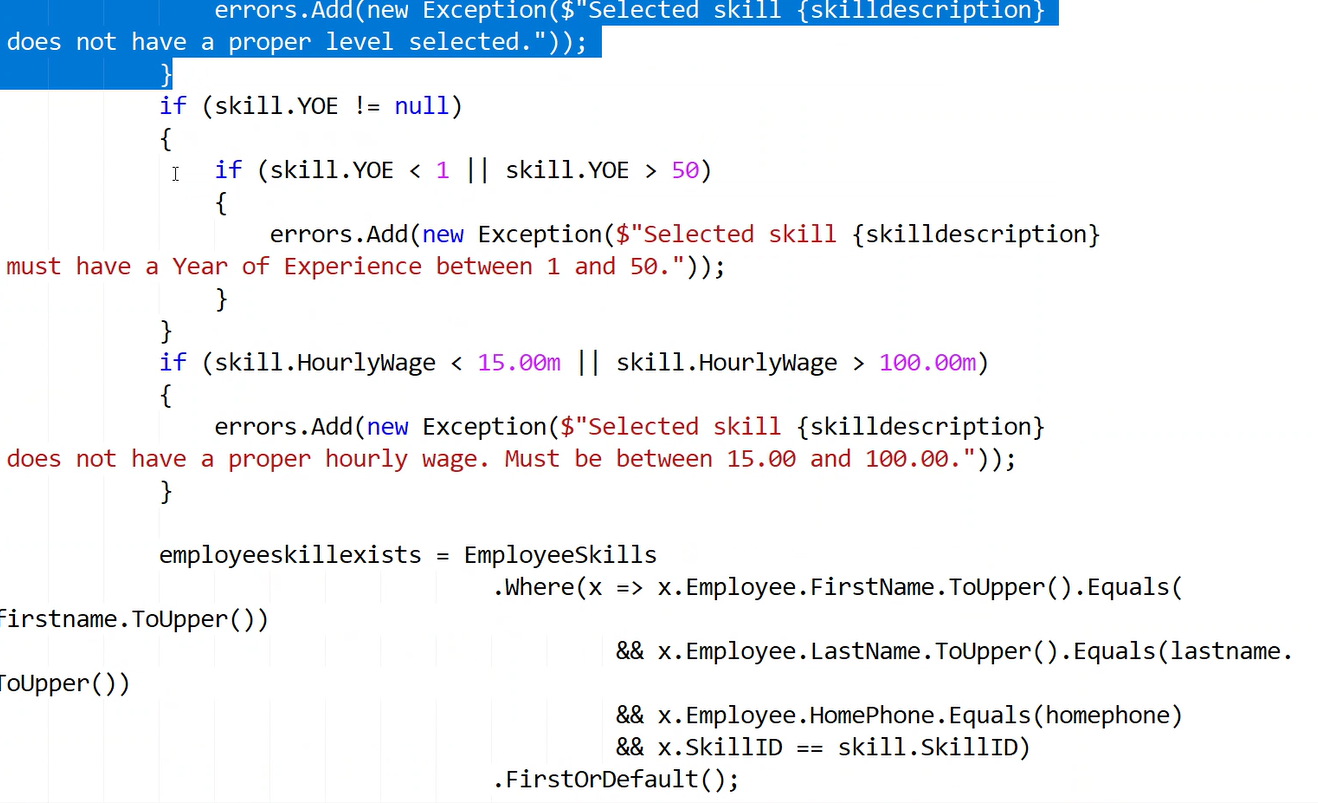 errors.Add(new Exception($"Selected skill {skilldescription}
does not have a proper level selected."));
}
if (skill.YOE != null)
{
if (skill.YOE < 1 || skill.YOE > 50)
{
errors.Add(new Exception($"Selected skill {skilldescription}
must have a Year of Experience between 1 and 50."));
}
}
if (skill.HourlyWage < 15.00m || skill.HourlyWage > 100.00m)
{
errors.Add(new Exception($"Selected skill {skilldescription}
does not have a proper hourly wage. Must be between 15.00 and 100.00."));
}
employeeskillexists = EmployeeSkills
.Where(x => x.Employee.FirstName.ToUpper().Equals(
firstname.ToUpper())
&& x.Employee.LastName.ToUpper().Equals(lastname.
ToUpper())
&& x.Employee.HomePhone.Equals(homephone)
&& x.SkillID == skill.SkillID)
.FirstOrDefault();